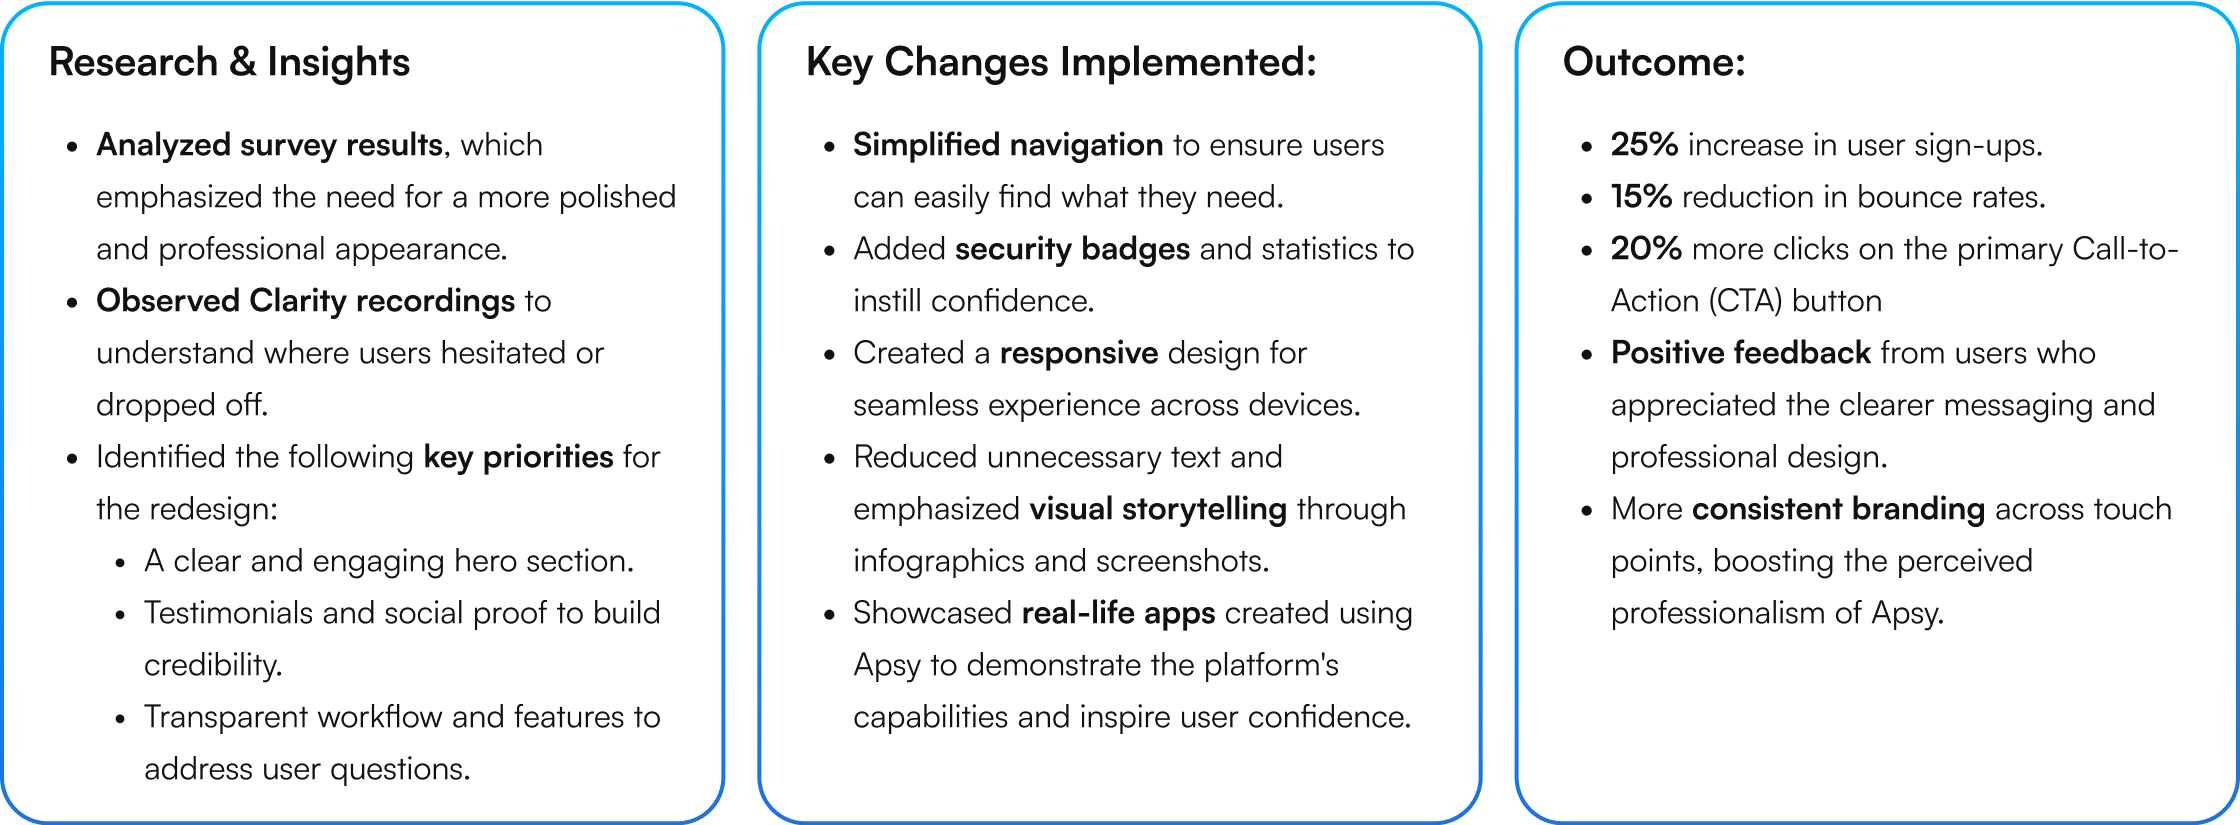 Research & Insights
• Analyzed survey results, which
emphasized the need for a more polished
and professional appearance.
• Observed Clarity recordings to
understand where users hesitated or
dropped off.
• Identified the following key priorities for
the redesign:
• A clear and engaging hero section.
• Testimonials and social proof to build
credibility.
• Transparent workflow and features to
address user questions.
Key Changes Implemented:
• Simplified navigation to ensure users
can easily find what they need.
• Added security badges and statistics to
instill confidence.
• Created a responsive design for
seamless experience across devices.
• Reduced unnecessary text and
emphasized visual storytelling through
infographics and screenshots.
• Showcased real-life apps created using
Apsy to demonstrate the platform's
capabilities and inspire user confidence.
Outcome:
• 25% increase in user sign-ups.
• 15% reduction in bounce rates.
• 20% more clicks on the primary Call-to-
Action (CTA) button
• Positive feedback from users who
appreciated the clearer messaging and
professional design.
• More consistent branding across touch
points, boosting the perceived
professionalism of Apsy.